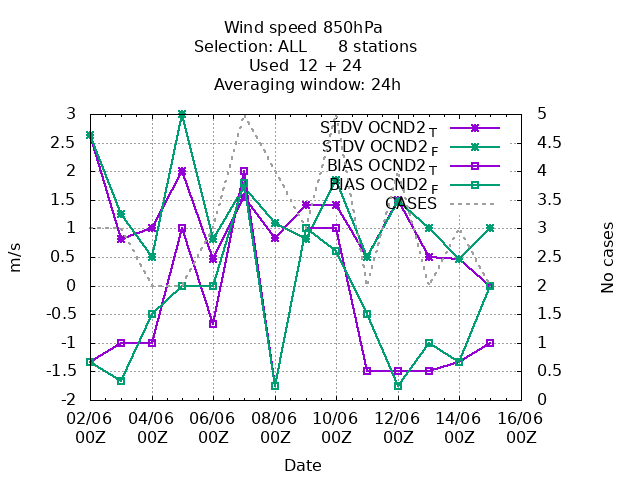 Wind speed 850hPa
Selection: ALL 8 stations
Used 12 + 24
Averaging window: 24h
STDV OCND2 T
STDV OCND2 F
BIAS OCND2 T
BIAS OCND2 F
CASES
3
2.5
2
1.5
1
0.5
0
-0.5
-1
-1.5
-2
m/s
5
4.5
4
3.5
3
2.5
2
1.5
1
0.5
0
No cases
02/06 04/06 06/06 08/06 10/06 12/06 14/06 16/06
00Z 00Z 00Z 00Z 00Z 00Z 00Z 00Z
Date